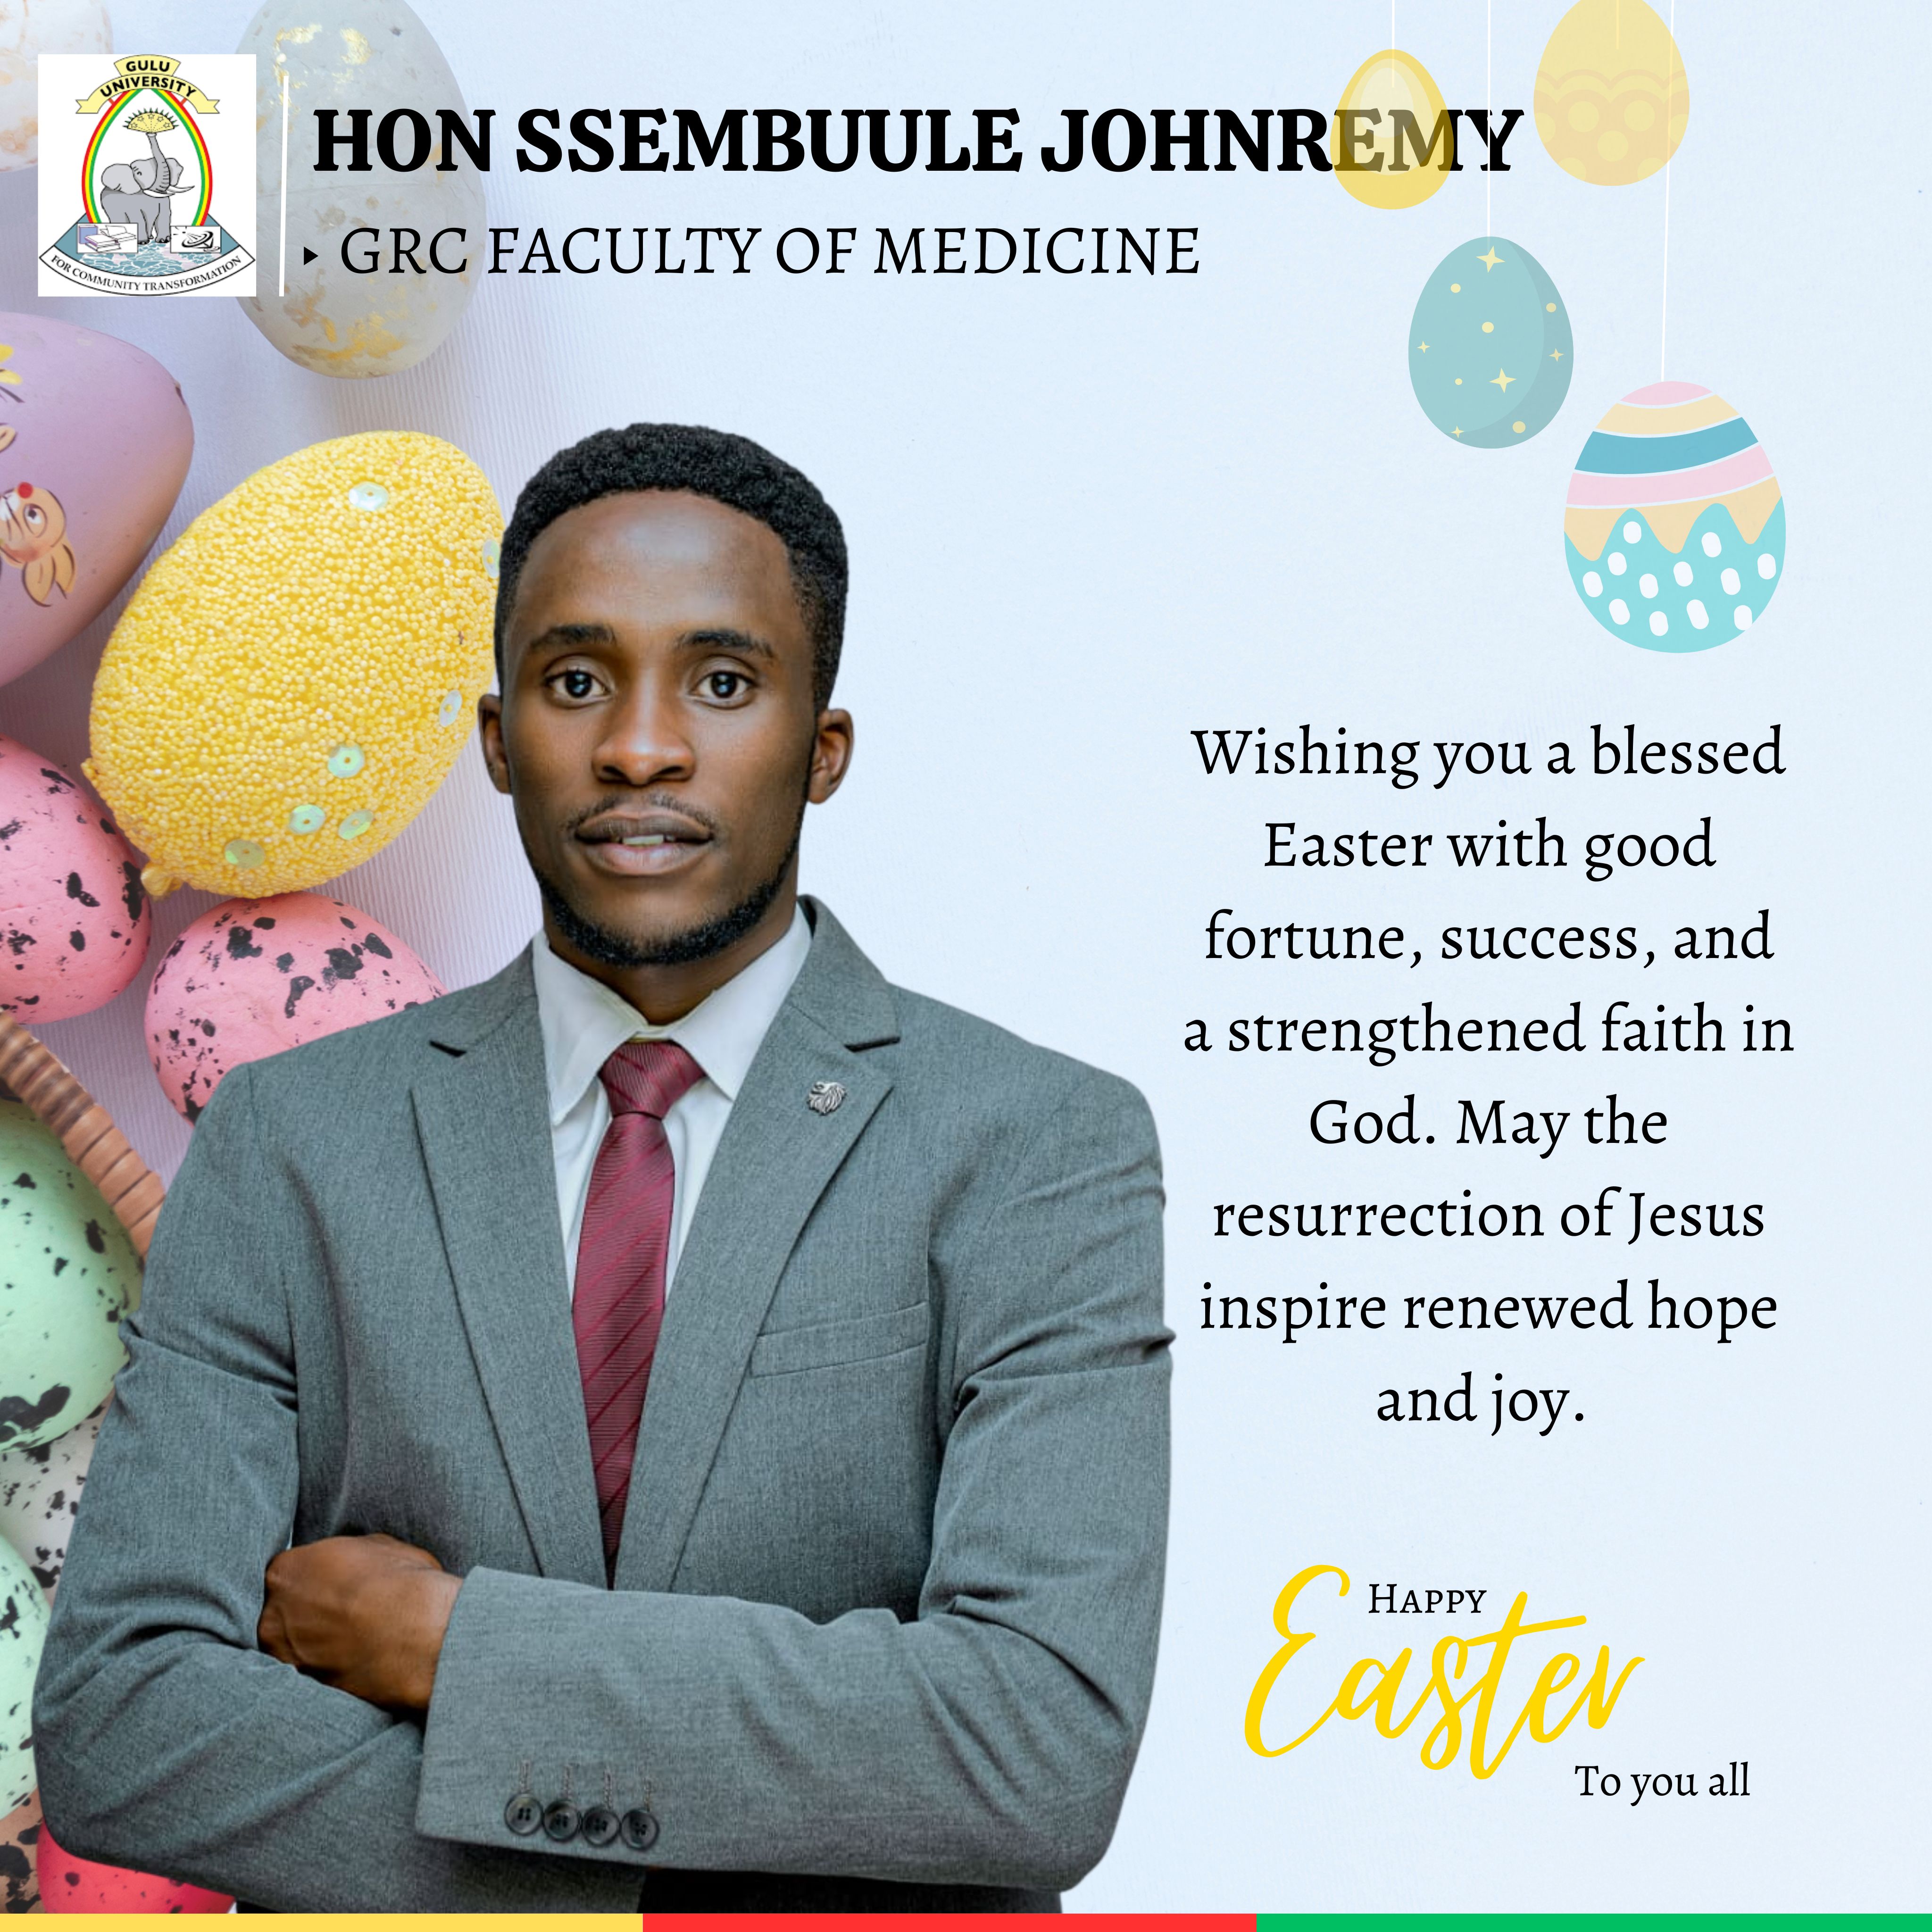 GULU
UNIVERSITY
FOR COMMUNITY TRANSFORMATION
HON SSEMBUULE JOHNREMY
‣ GRC FACULTY OF MEDICINE
Wishing you a blessed
Easter with good
fortune, success, and
a strengthened faith in
God. May the
resurrection of Jesus
inspire renewed hope
and joy.
HAPPY
Easter
To you all